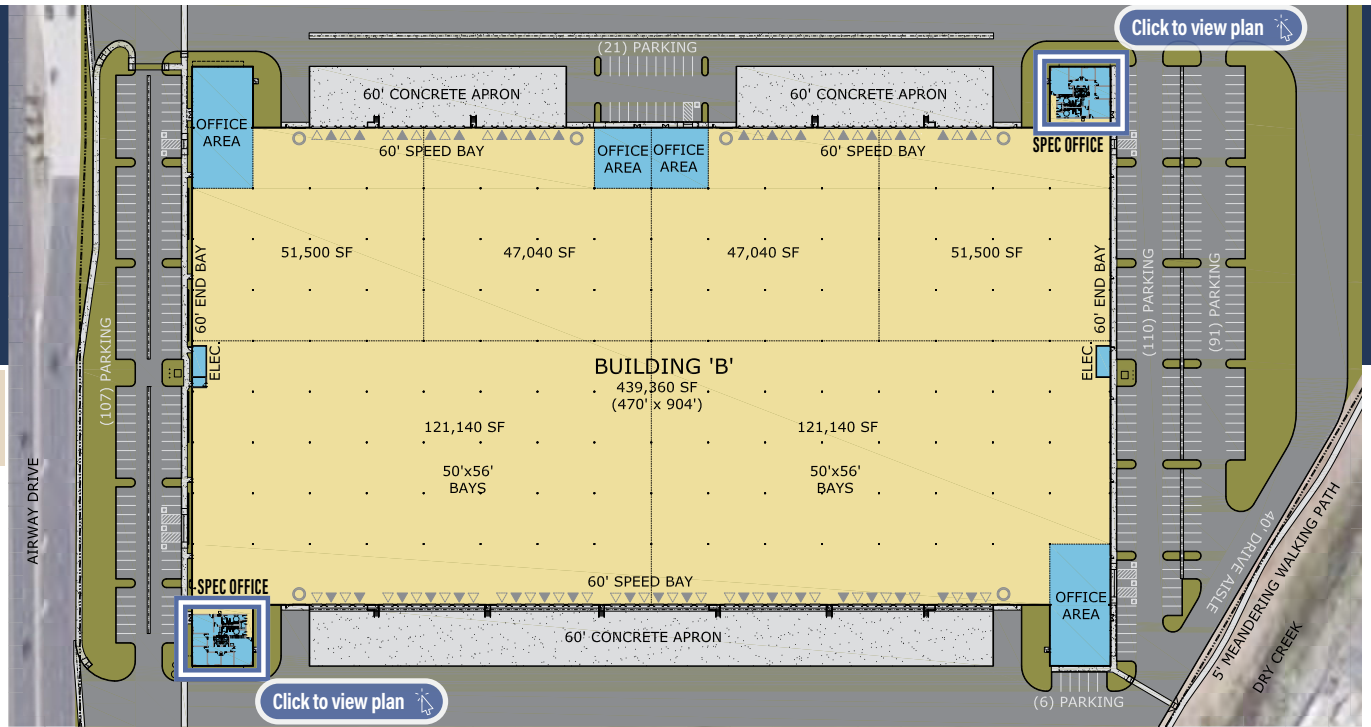 Click to view plan
(21) PARKING
60' CONCRETE APRON
60' CONCRETE APRON
OFFICE
AREA
60' SPEED BAY
OFFICE
AREA
OFFICE
AREA
60' SPEED BAY
SPEC OFFICE
51,500 SF
47,040 SF
47,040 SF
51,500 SF
60' END BAY
60' END BAY
(110) PARKING
(91) PARKING
(107) PARKING
ELEC.
ELEC.
BUILDING 'B'
439,360 SF
(470' x 904')
121,140 SF
121,140 SF
50'x56'
BAYS
50'x56'
BAYS
AIRWAY DRIVE
40' DRIVE AISLE
5' MEANDERING WALKING PATH
DRY CREEK
SPEC OFFICE
60' SPEED BAY
OFFICE
AREA
60' CONCRETE APRON
Click to view plan
(6) PARKING